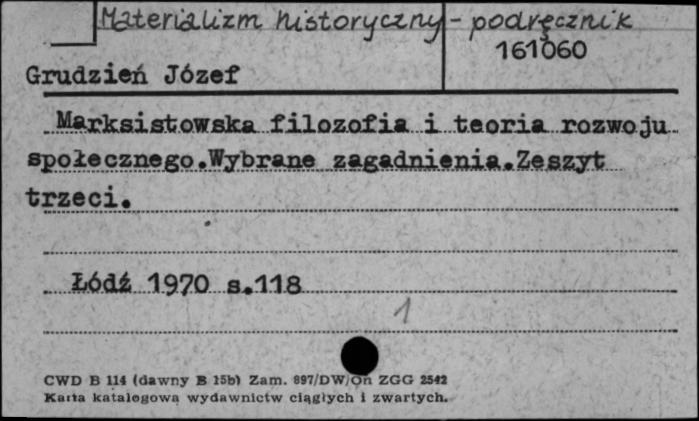 Materializm historyczny - podręcznik
161060
Grudzień Józef
Marksistowska filozofia i teoria rozwoju
społecznego.Wybrane zagadnienia.Zeszyt
trzeci.
Łódź 1970 s.118
1
CWD B 114 (dawny B 15b) Zam. 897/DW/On ZGG 2542
Karta katalogowa wydawnictw ciągłych i zwartych.